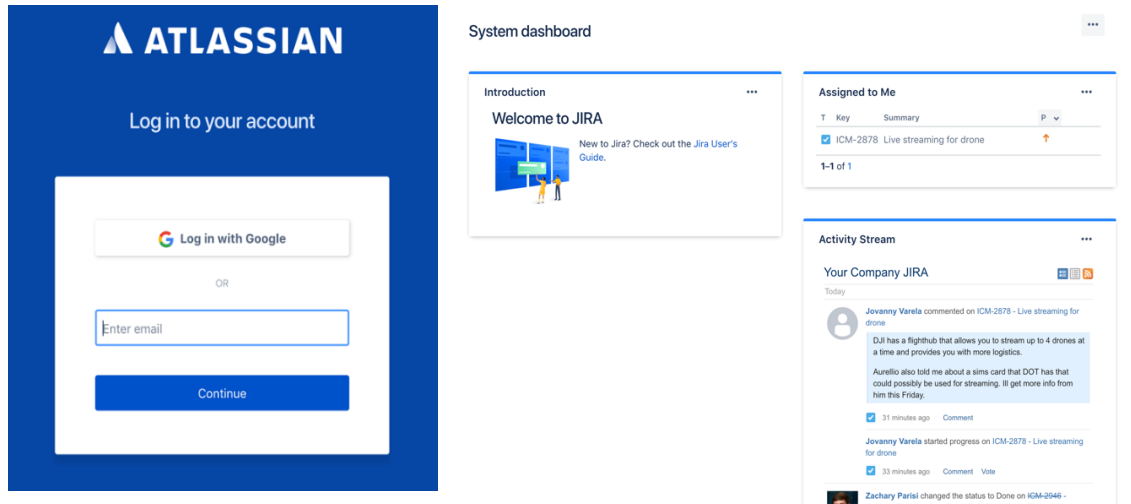 ATLASSIAN
Log in to your account
Log in with Google
OR
Enter email
Continue
System dashboard
Introduction
Welcome to JIRA
New to Jira? Check out the Jira User's
Guide.
Assigned to Me
T Key Summary P
ICM-2878 Live streaming for drone
1–1 of 1
Activity Stream
Your Company JIRA
Today
Jovanny Varela commented on ICM-2878 - Live streaming for
drone
DJI has a flighthub that allows you to stream up to 4 drones at
a time and provides you with more logistics.
Aurellio also told me about a sims card that DOT has that
could possibly be used for streaming. Ill get more info from
him this Friday.
31 minutes ago Comment
Jovanny Varela started progress on ICM-2878 - Live streaming
for drone
33 minutes ago Comment Vote
Zachary Parisi changed the status to Done on ICM-2946 -